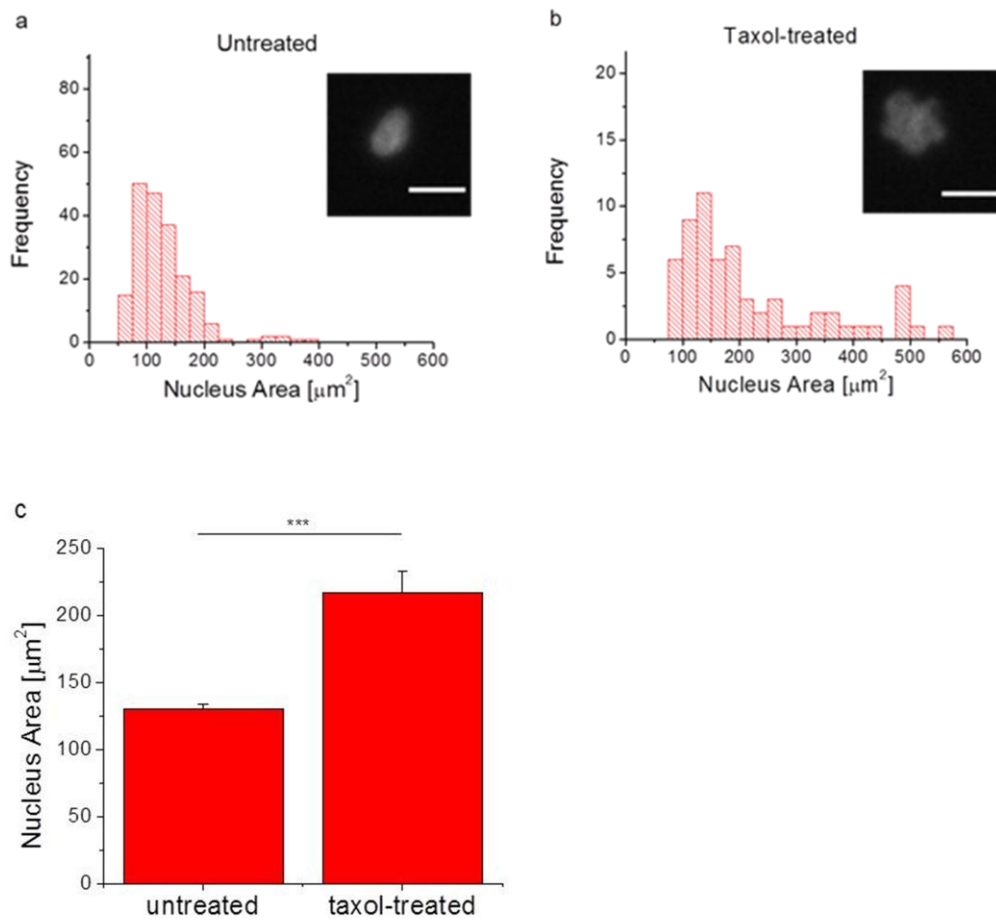 a
Untreated
80
60
40
20
0
Frequency
0 100 200 300 400 500 600
Nucleus Area [μm²]
b
Taxol-treated
20
15
10
5
0
Frequency
0 100 200 300 400 500 600
Nucleus Area [μm²]
c
***
250
200
150
100
50
0
Nucleus Area [μm²]
untreated taxol-treated